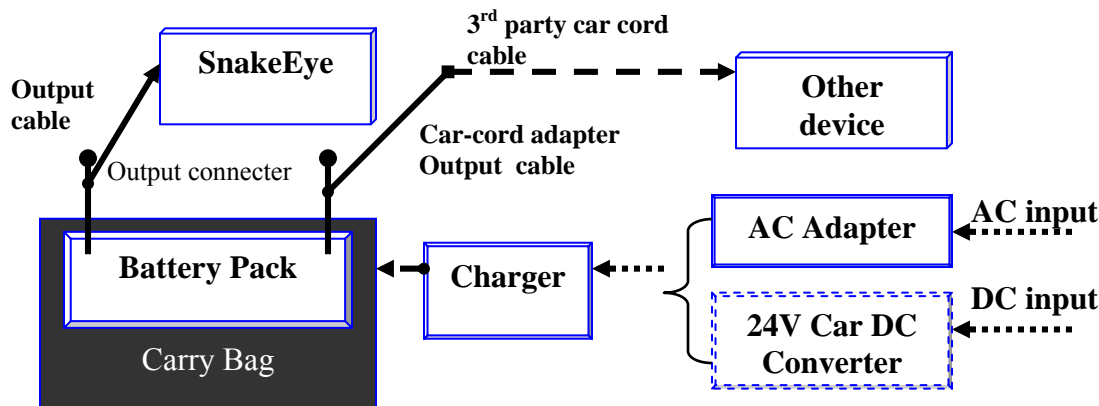 3rd party car cord
cable
SnakeEye
Output
cable
Other
device
Car-cord adapter
Output cable
Output connecter
AC Adapter
AC input
Battery Pack
Charger
DC input
24V Car DC
Converter
Carry Bag